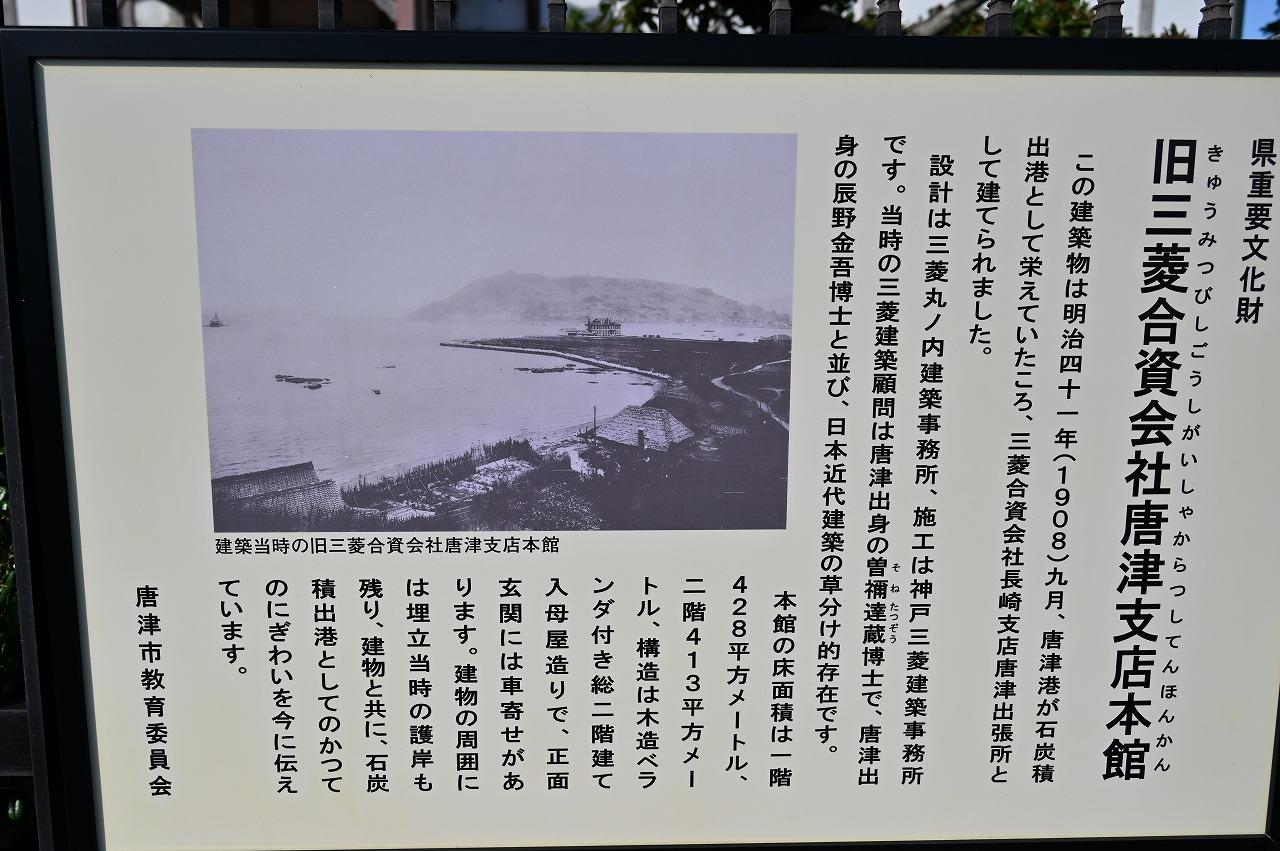 県重要文化財
きゅうみつびしごうしがいしゃからつしてんほんかん
旧三菱合資会社唐津支店本館
この建築物は明治四十一年(1908)九月、唐津港が石炭積
出港として栄えていたころ、三菱合資会社長崎支店唐津出張所と
して建てられました。
設計は三菱丸ノ内建築事務所、施工は神戸三菱建築事務所
です。当時の三菱建築顧問は唐津出身の曽禰達蔵博士で、唐津出
そねたつぞう
身の辰野金吾博士と並び、日本近代建築の草分け的存在です。
建築当時の旧三菱合資会社唐津支店本館
本館の床面積は一階
428平方メートル、
二階413平方メー
トル、構造は木造ベラ
ンダ付き総二階建て
入母屋造りで、正面
玄関には車寄せがあ
ります。建物の周囲に
は埋立当時の護岸も
残り、建物と共に、石炭
積出港としてのかつて
のにぎわいを今に伝え
ています。
唐津市教育委員会